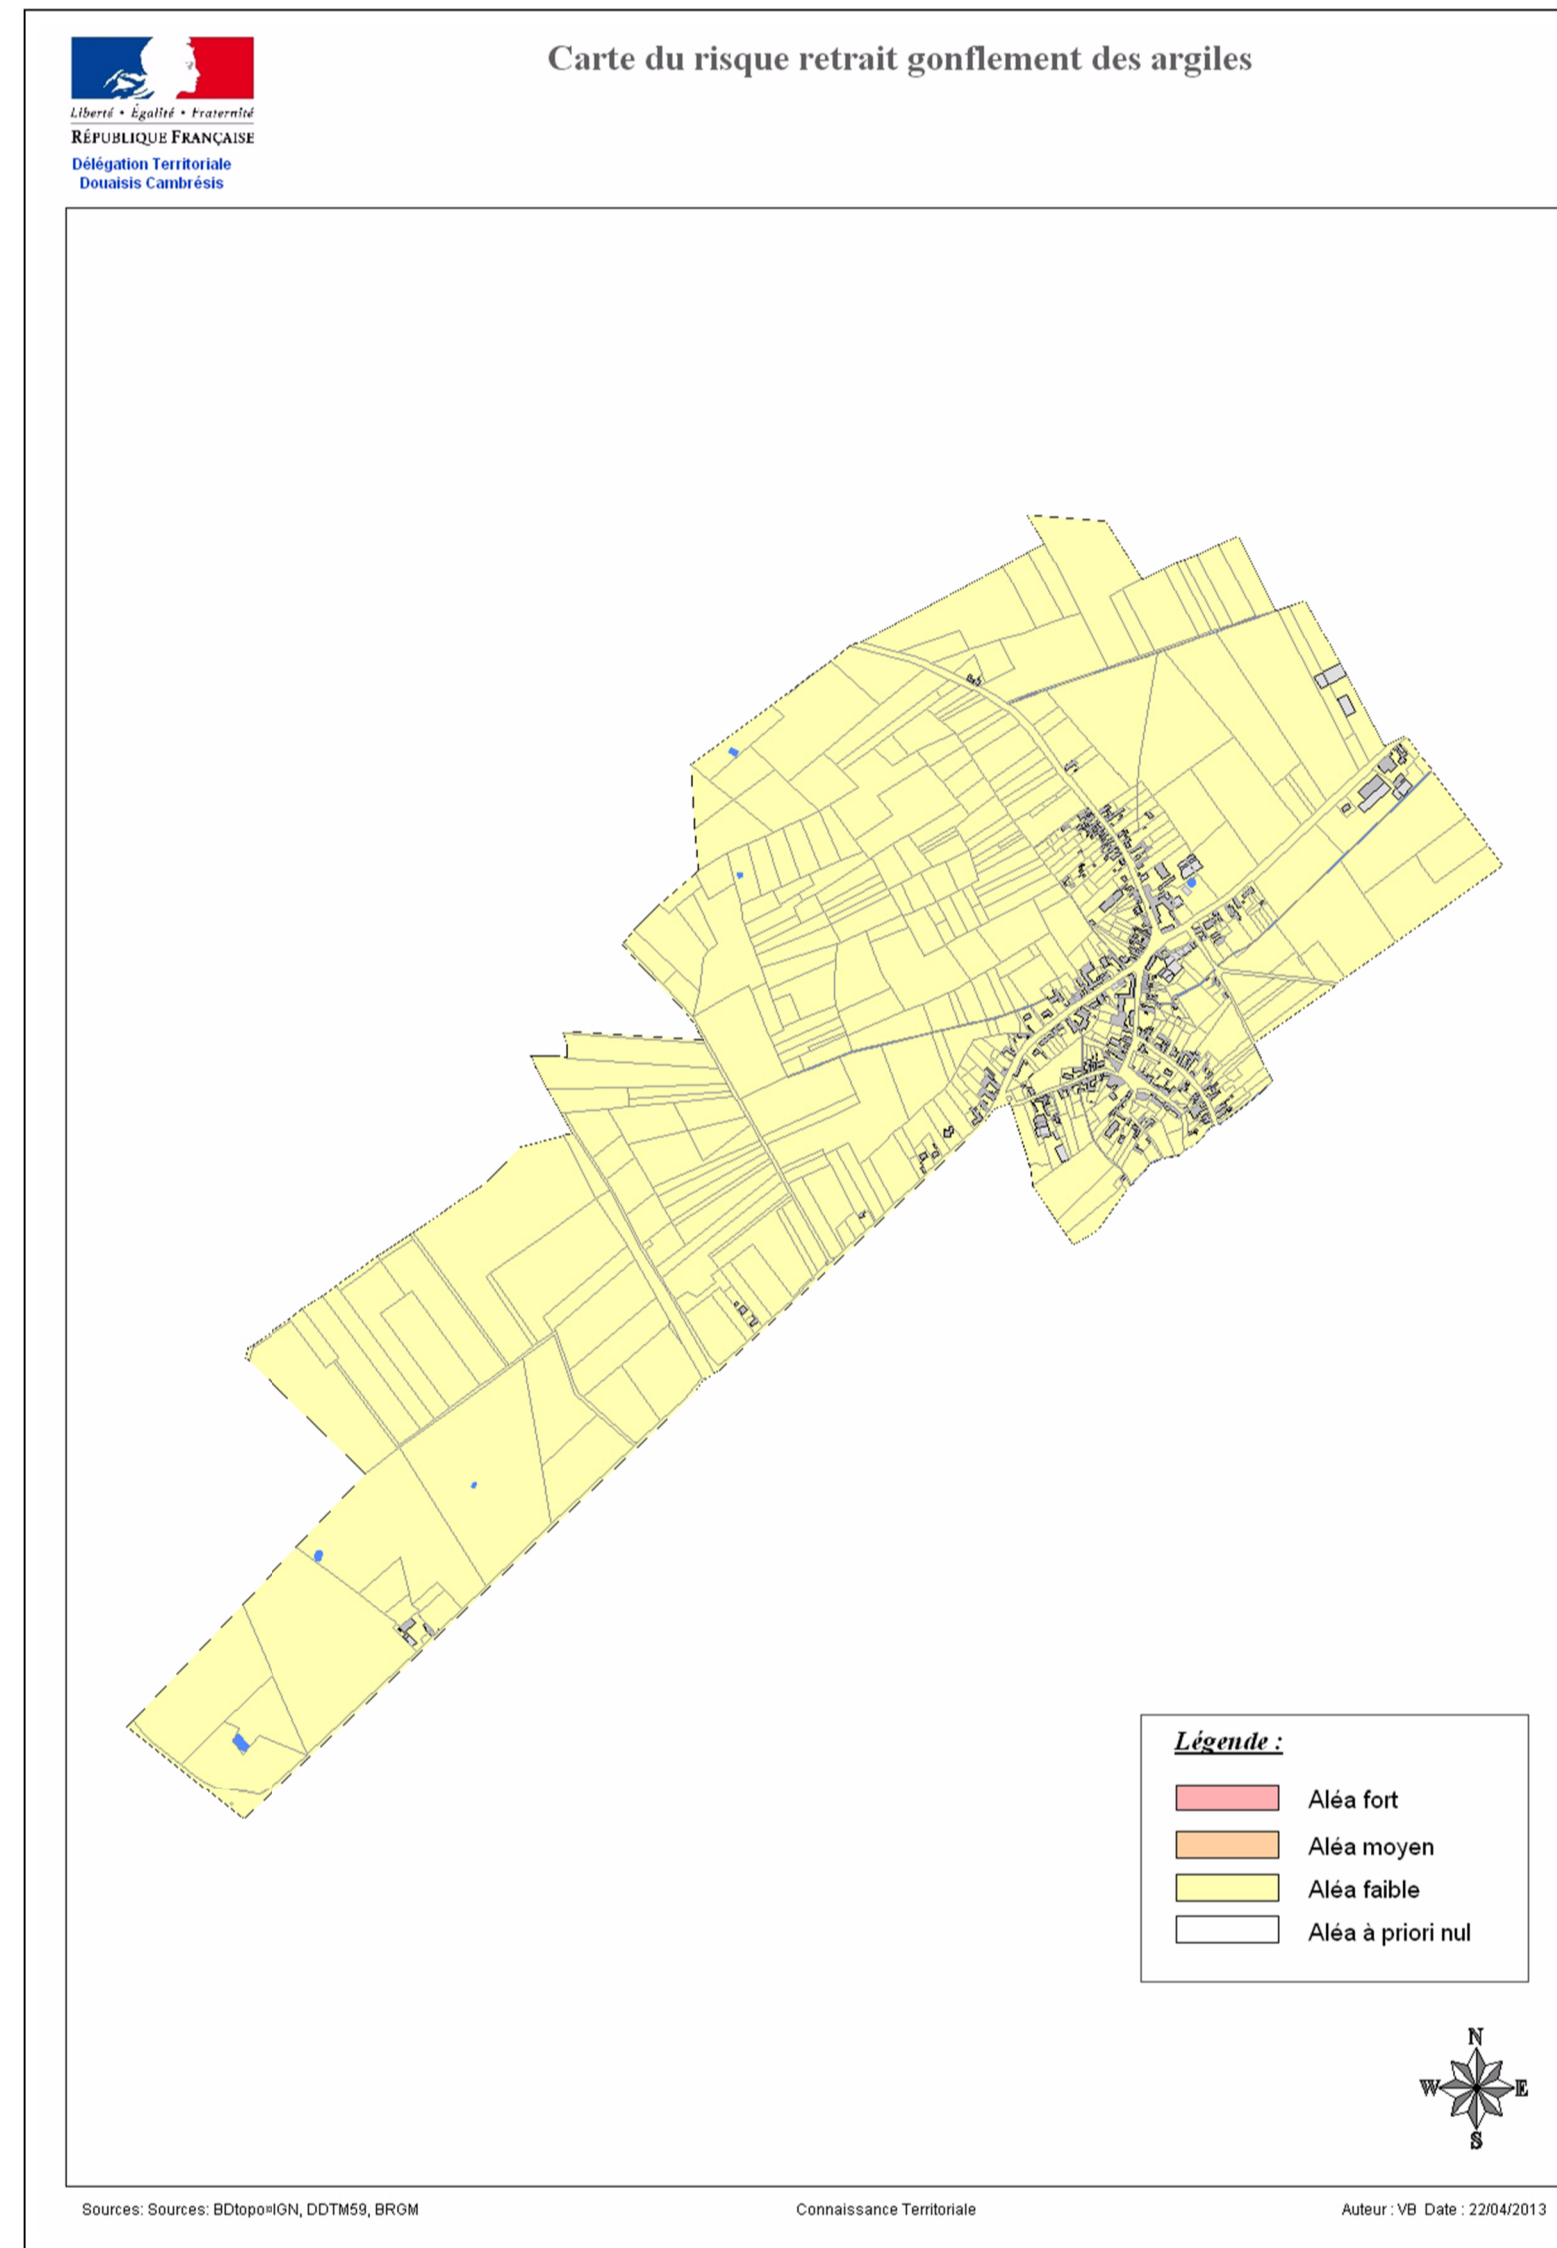 Carte du risque retrait gonflement des argiles
Liberté • Égalité • Fraternité
RÉPUBLIQUE FRANÇAISE
Délégation Territoriale
Douaisis Cambrésis
Légende :
Aléa fort
Aléa moyen
Aléa faible
Aléa à priori nul
N
W E
S
Sources: Sources: BDtopo¤IGN, DDTM59, BRGM
Connaissance Territoriale
Auteur : VB Date : 22/04/2013